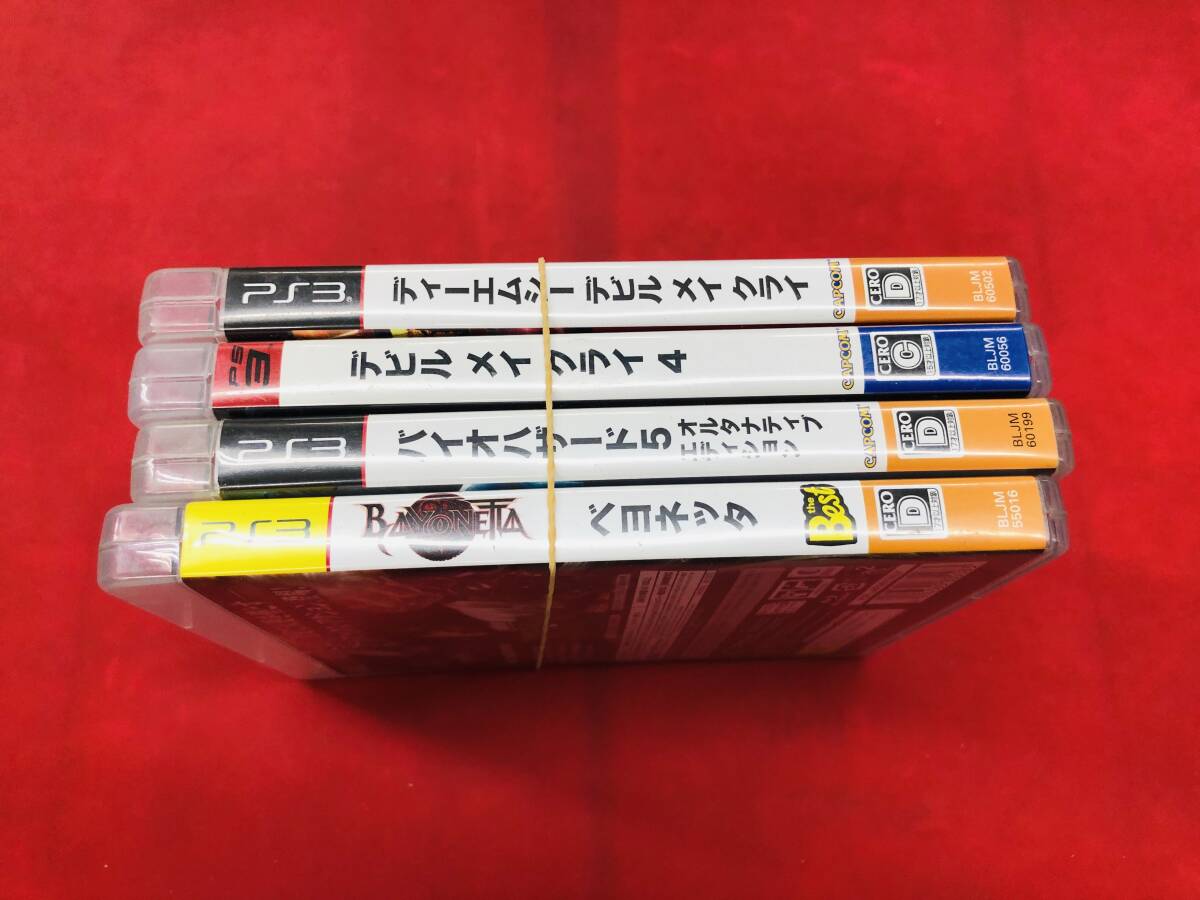 PS3
ディーエムシー デビル メイ クライ
CAPCOM
CERO
D
BLJM
60502
PS
3
デビル メイ クライ 4
CAPCOM
CERO
C
BLJM
60056
PS3
バイオハザード5
オルタナティブ
エディション
CAPCOM
CERO
D
BLJM
60199
PS3
BAYONETTA
ベヨネッタ
the
Best
CERO
D
BLJM
55016